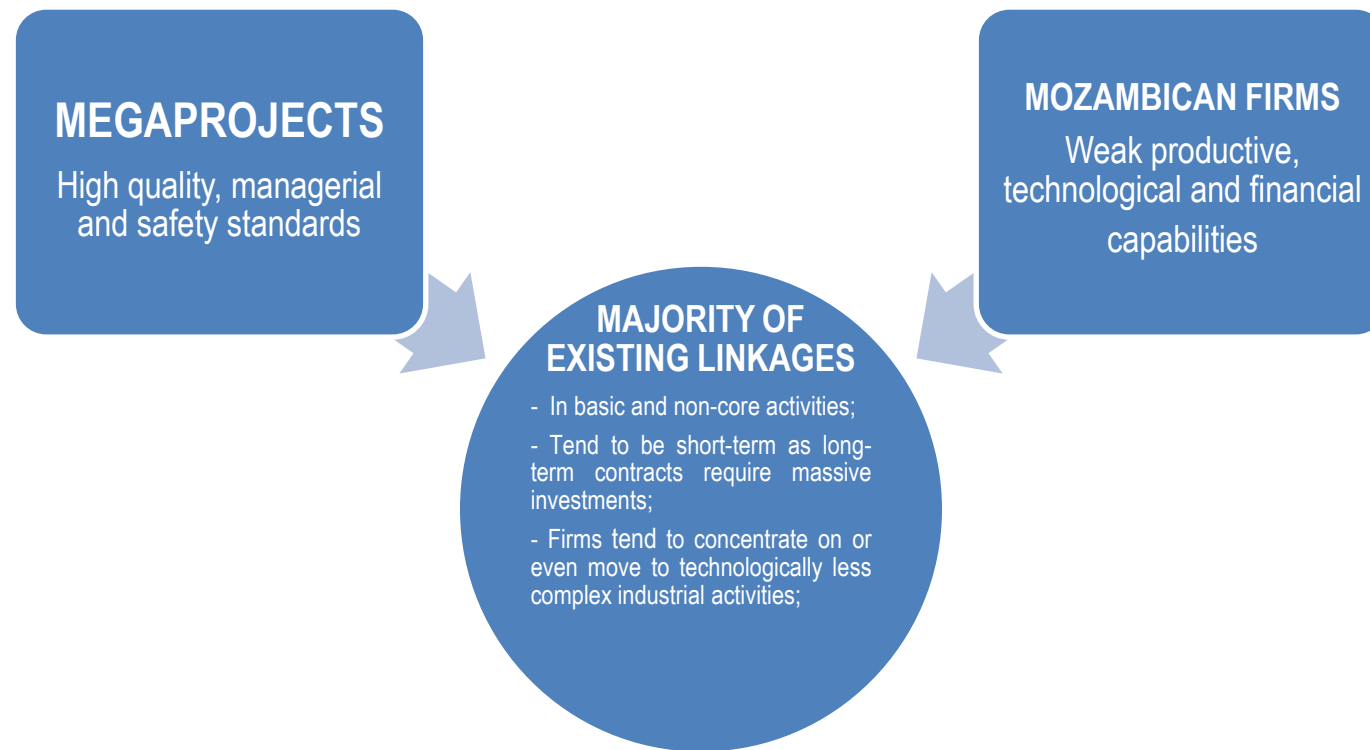 MEGAPROJECTS
High quality, managerial
and safety standards
MOZAMBICAN FIRMS
Weak productive,
technological and financial
capabilities
MAJORITY OF
EXISTING LINKAGES
- In basic and non-core activities;
- Tend to be short-term as long-
term contracts require massive
investments;
- Firms tend to concentrate on or
even move to technologically less
complex industrial activities;